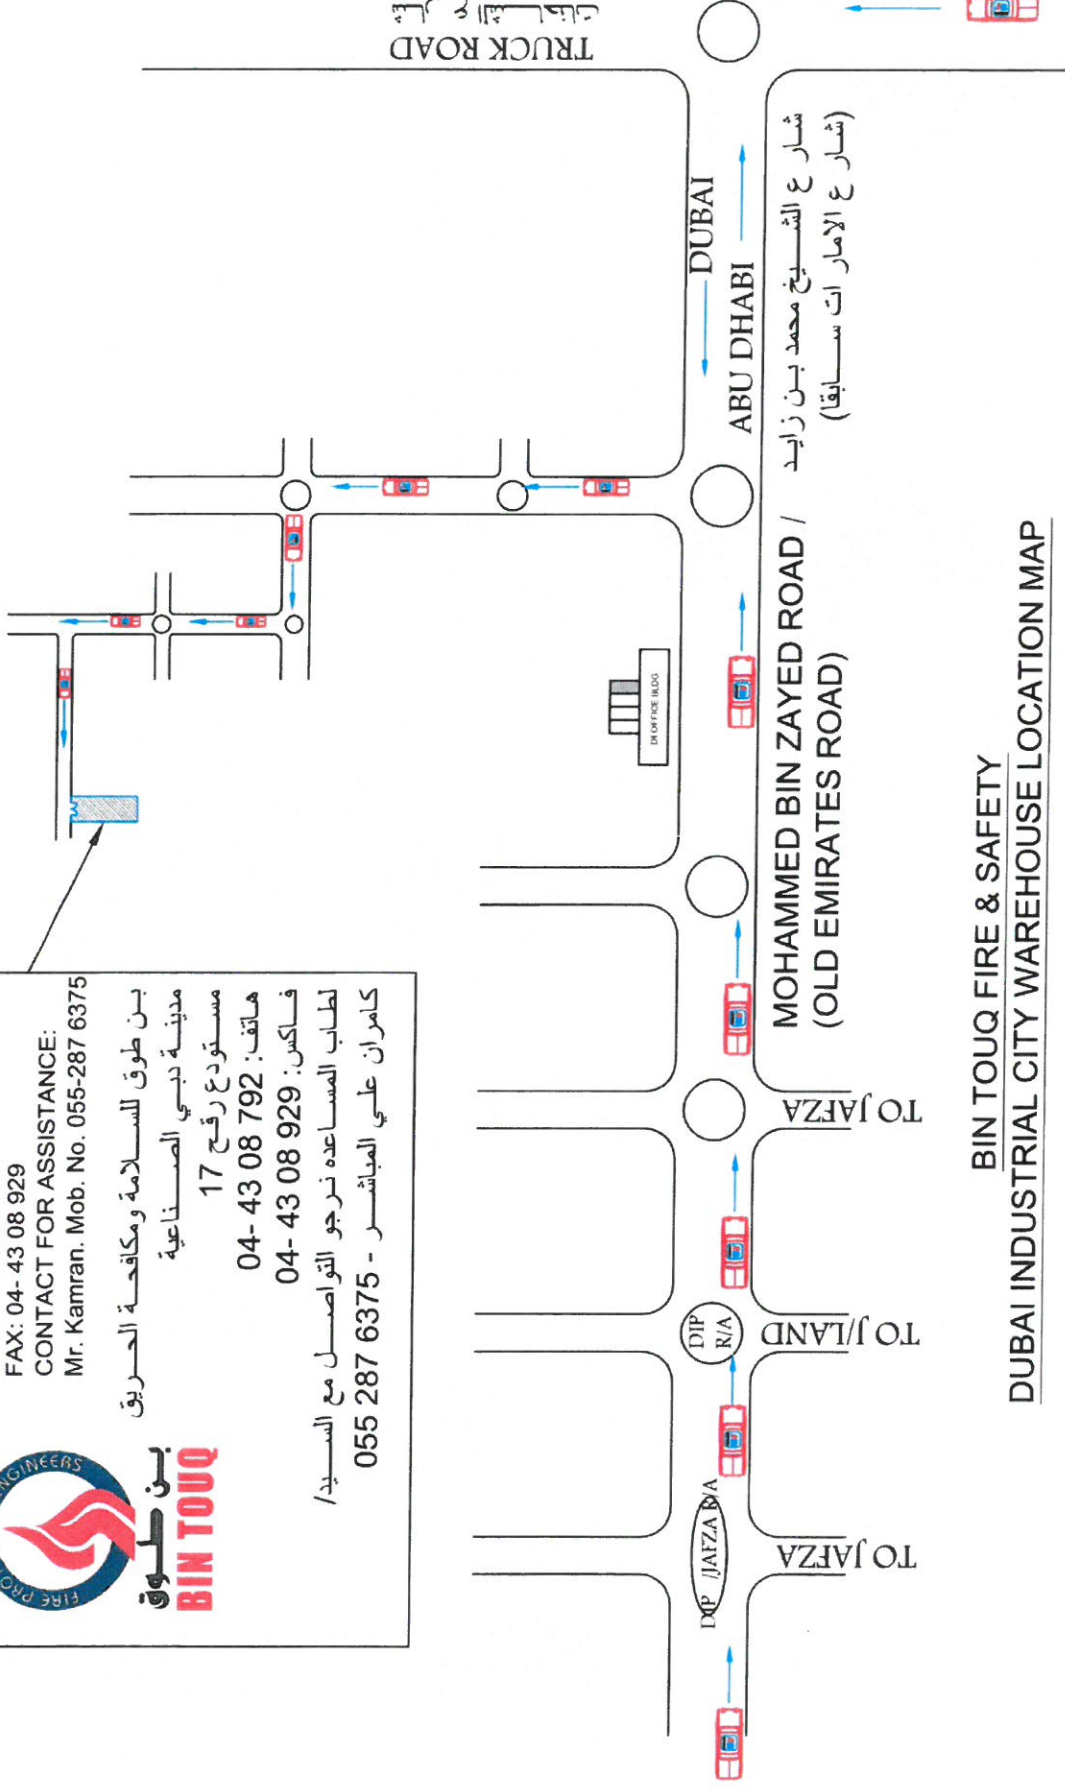 FAX: 04- 43 08 929
CONTACT FOR ASSISTANCE:
Mr. Kamran. Mob. No. 055-287 6375
بن طوق للسلامة ومكافحة الحريق
مدينة دبي الصناعية
مستودع رقم 17
هاتف: 04- 43 08 792
فاكس: 04- 43 08 929
لطلب المساعده نرجو التواصل مع السيد/
كامران علي المباشر - 055 287 6375
FIRE ENGINEERS
بن طوق
BIN TOUQ
شارع الشاحنات
TRUCK ROAD
DUBAI
ABU DHABI
شارع الشيخ محمد بن زايد
(شارع الامارات سابقا)
MOHAMMED BIN ZAYED ROAD /
(OLD EMIRATES ROAD)
DI OFFICE BLDG
TO JAFZA
DIP
R/A
TO J/LAND
DIP /JAFZA R/A
TO JAFZA
BIN TOUQ FIRE & SAFETY
DUBAI INDUSTRIAL CITY WAREHOUSE LOCATION MAP